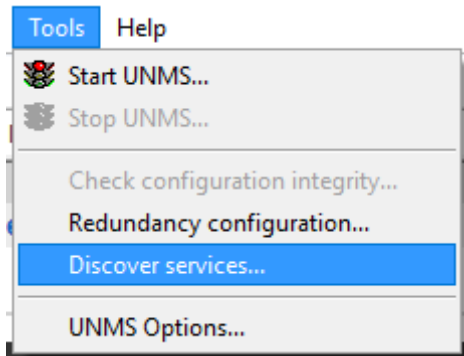 Tools Help
Start UNMS...
Stop UNMS...
Check configuration integrity...
Redundancy configuration...
Discover services...
UNMS Options...